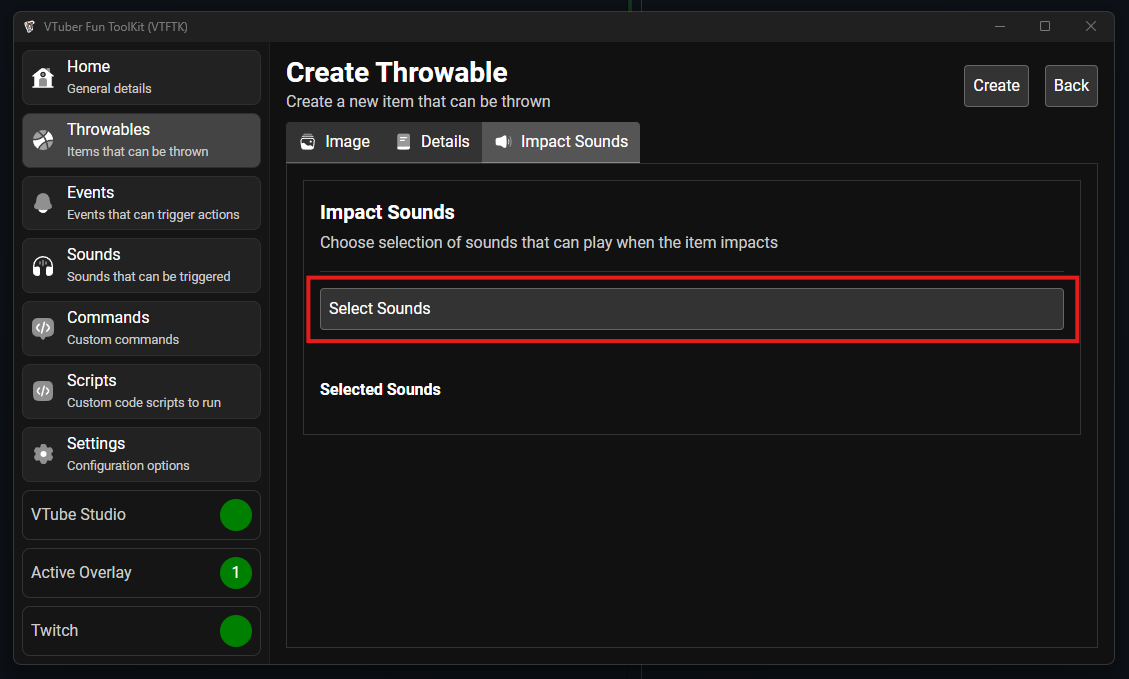 VTuber Fun ToolKit (VTFTK)
Home
General details
Throwables
Items that can be thrown
Events
Events that can trigger actions
Sounds
Sounds that can be triggered
Commands
Custom commands
Scripts
Custom code scripts to run
Settings
Configuration options
VTube Studio
Active Overlay 1
Twitch
Create Throwable
Create a new item that can be thrown
Create Back
Image Details Impact Sounds
Impact Sounds
Choose selection of sounds that can play when the item impacts
Select Sounds
Selected Sounds